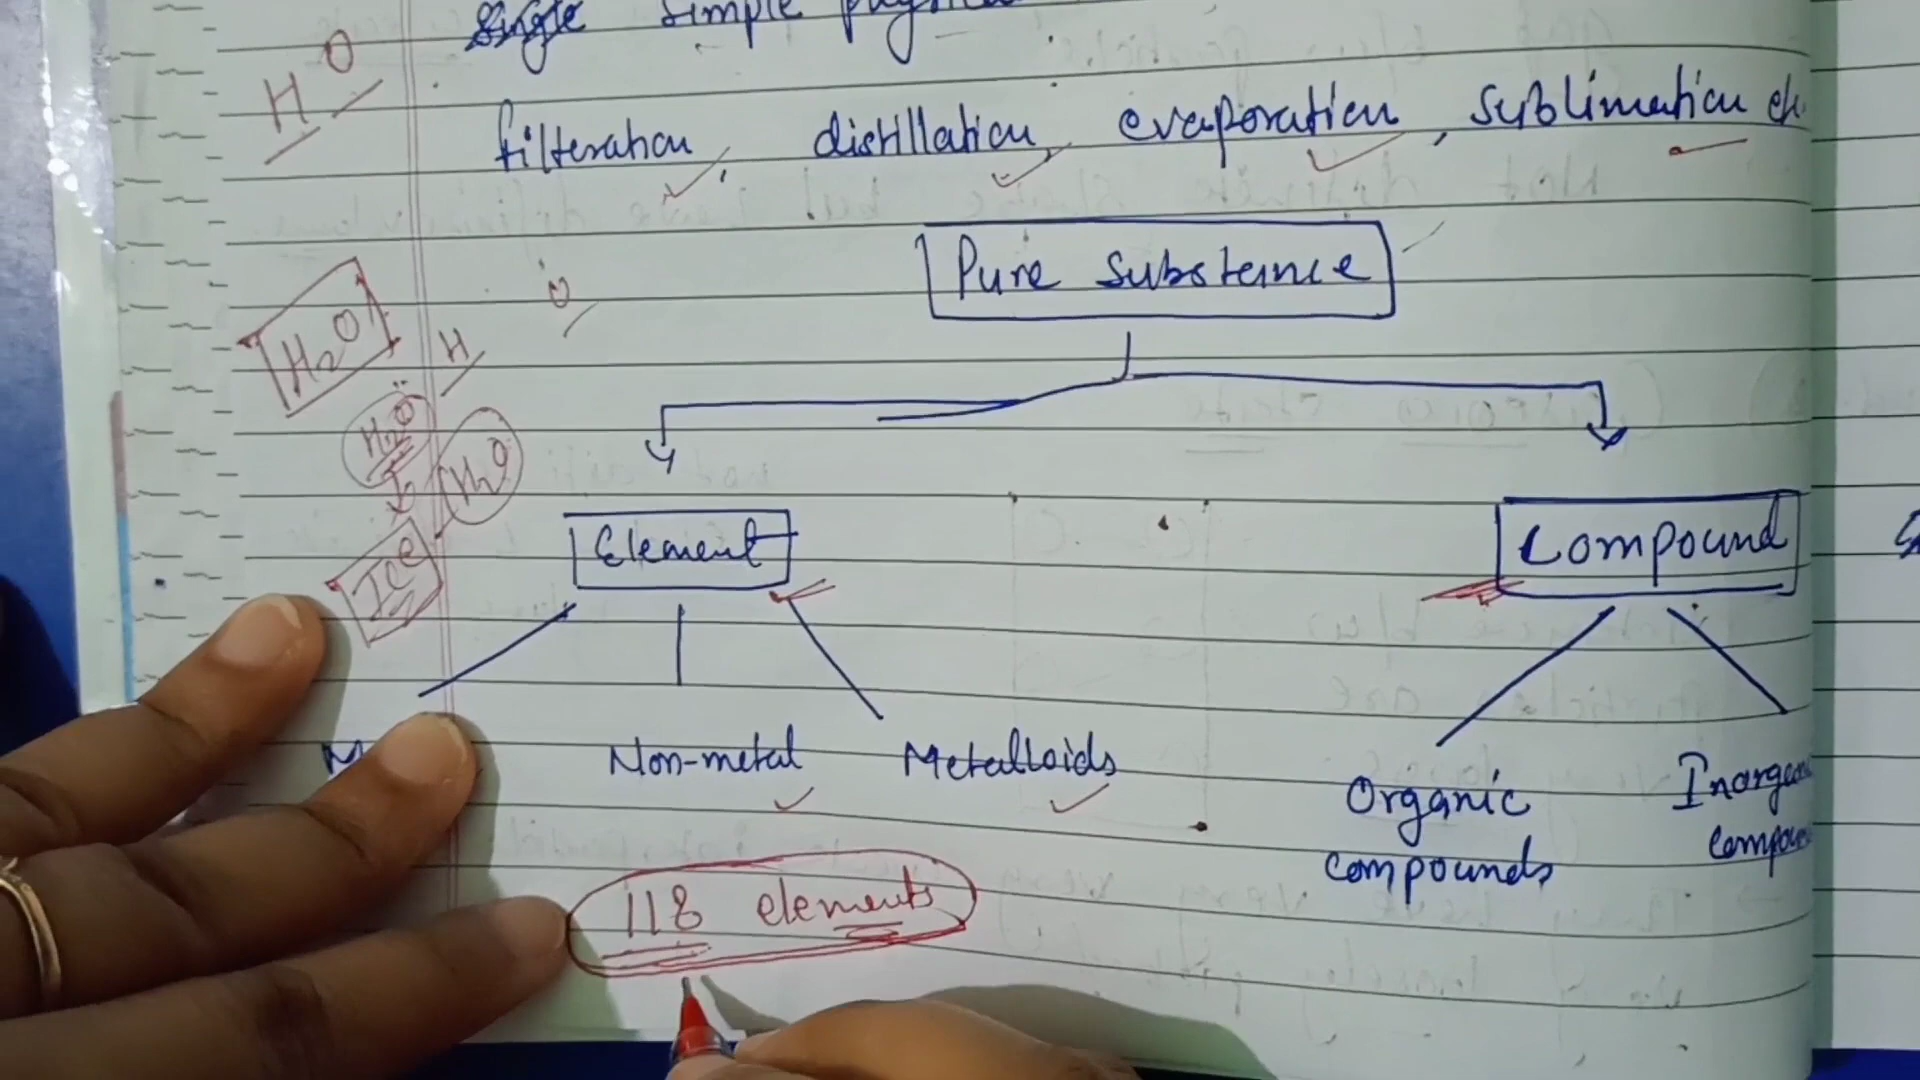 single simple
H O
filteration, distillation, evaporation, sublimation etc
Pure substance
H2O
H O
H2O
H2O
Ice
Element Compound
Non-metal Metalloids
Organic compounds
118 elements